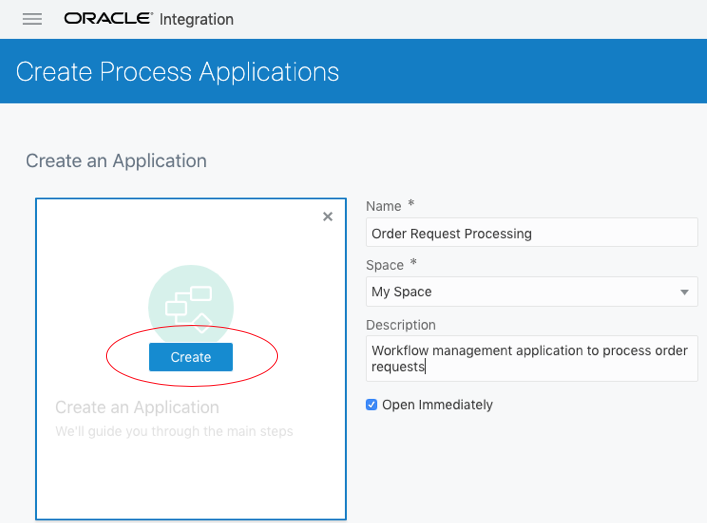 ORACLE Integration
Create Process Applications
Create an Application
Name *
Order Request Processing
Space *
My Space
Description
Workflow management application to process order
requests
Open Immediately
Create
Create an Application
We'll guide you through the main steps